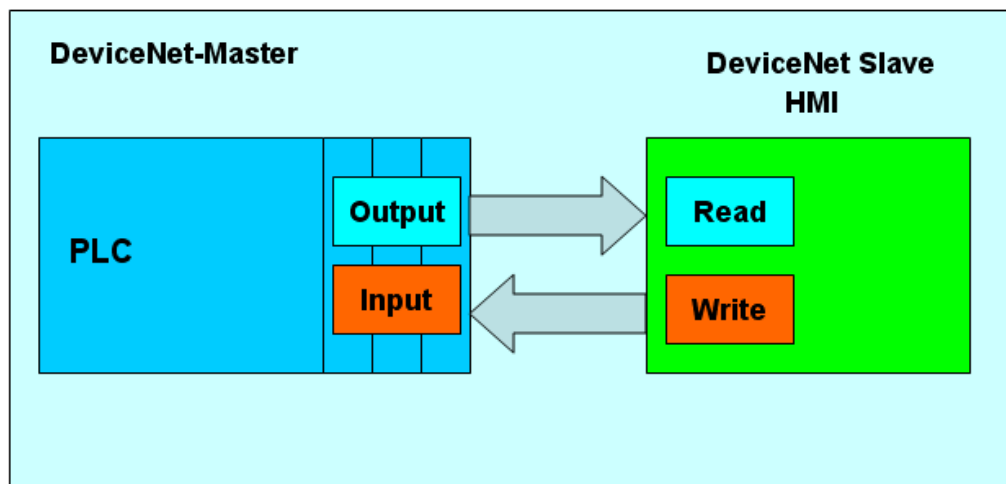 DeviceNet-Master
DeviceNet Slave
HMI
PLC
Output
Input
Read
Write